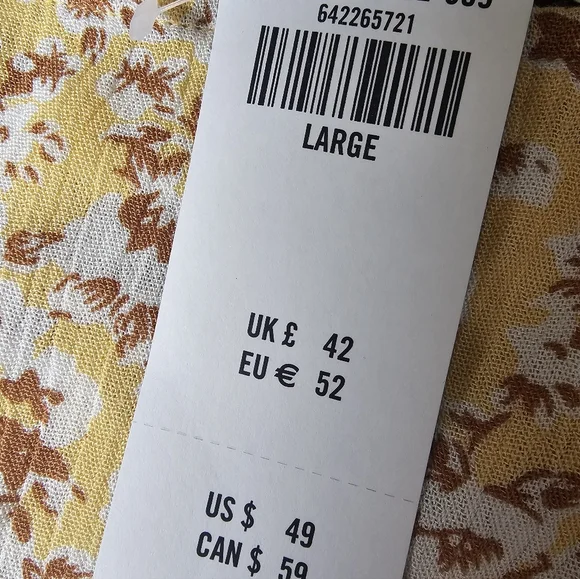 642265721
LARGE
UK £ 42
EU € 52
US $ 49
CAN $ 59